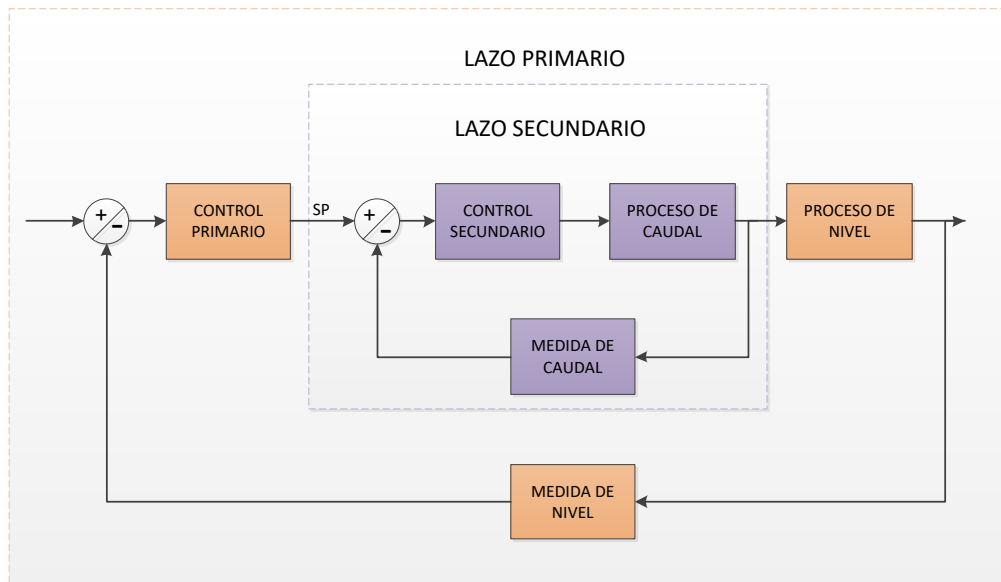 LAZO PRIMARIO
LAZO SECUNDARIO
+
−
CONTROL
PRIMARIO
SP
+
−
CONTROL
SECUNDARIO
PROCESO DE
CAUDAL
PROCESO DE
NIVEL
MEDIDA DE
CAUDAL
MEDIDA DE
NIVEL